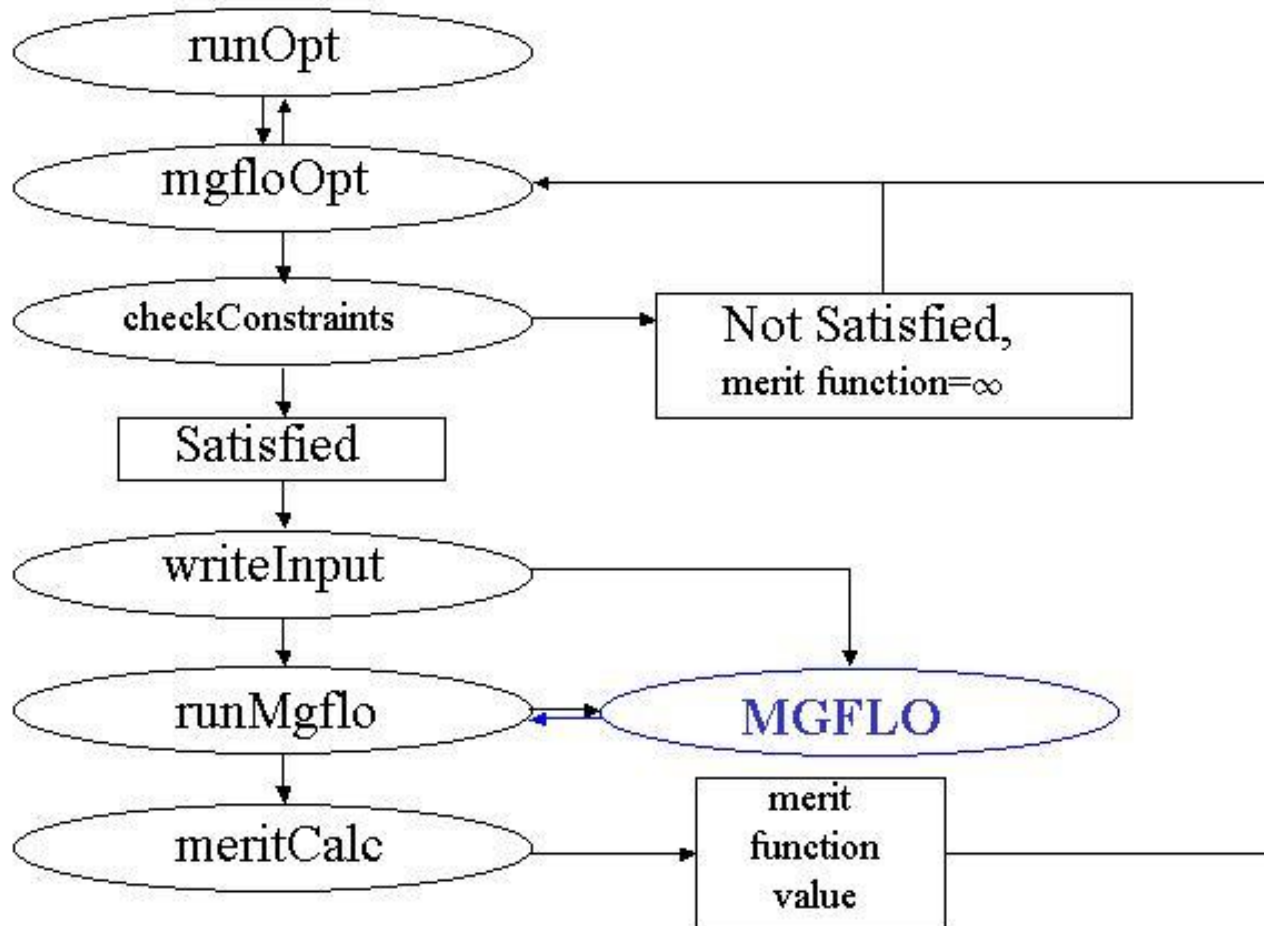 runOpt
mgfloOpt
checkConstraints
Not Satisfied,
merit function=∞
Satisfied
writeInput
runMgflo
MGFLO
meritCalc
merit
function
value